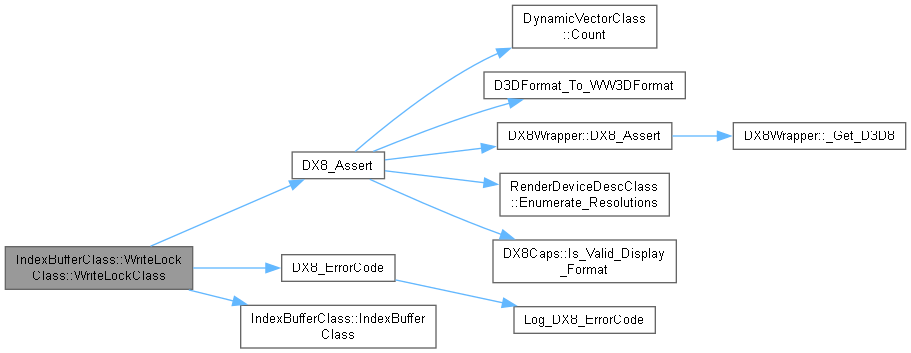 DynamicVectorClass
::Count
D3DFormat_To_WW3DFormat
DX8Wrapper::DX8_Assert
DX8Wrapper::_Get_D3D8
DX8_Assert
RenderDeviceDescClass
::Enumerate_Resolutions
DX8Caps::Is_Valid_Display
_Format
IndexBufferClass::WriteLock
Class::WriteLockClass
DX8_ErrorCode
IndexBufferClass::IndexBuffer
Class
Log_DX8_ErrorCode